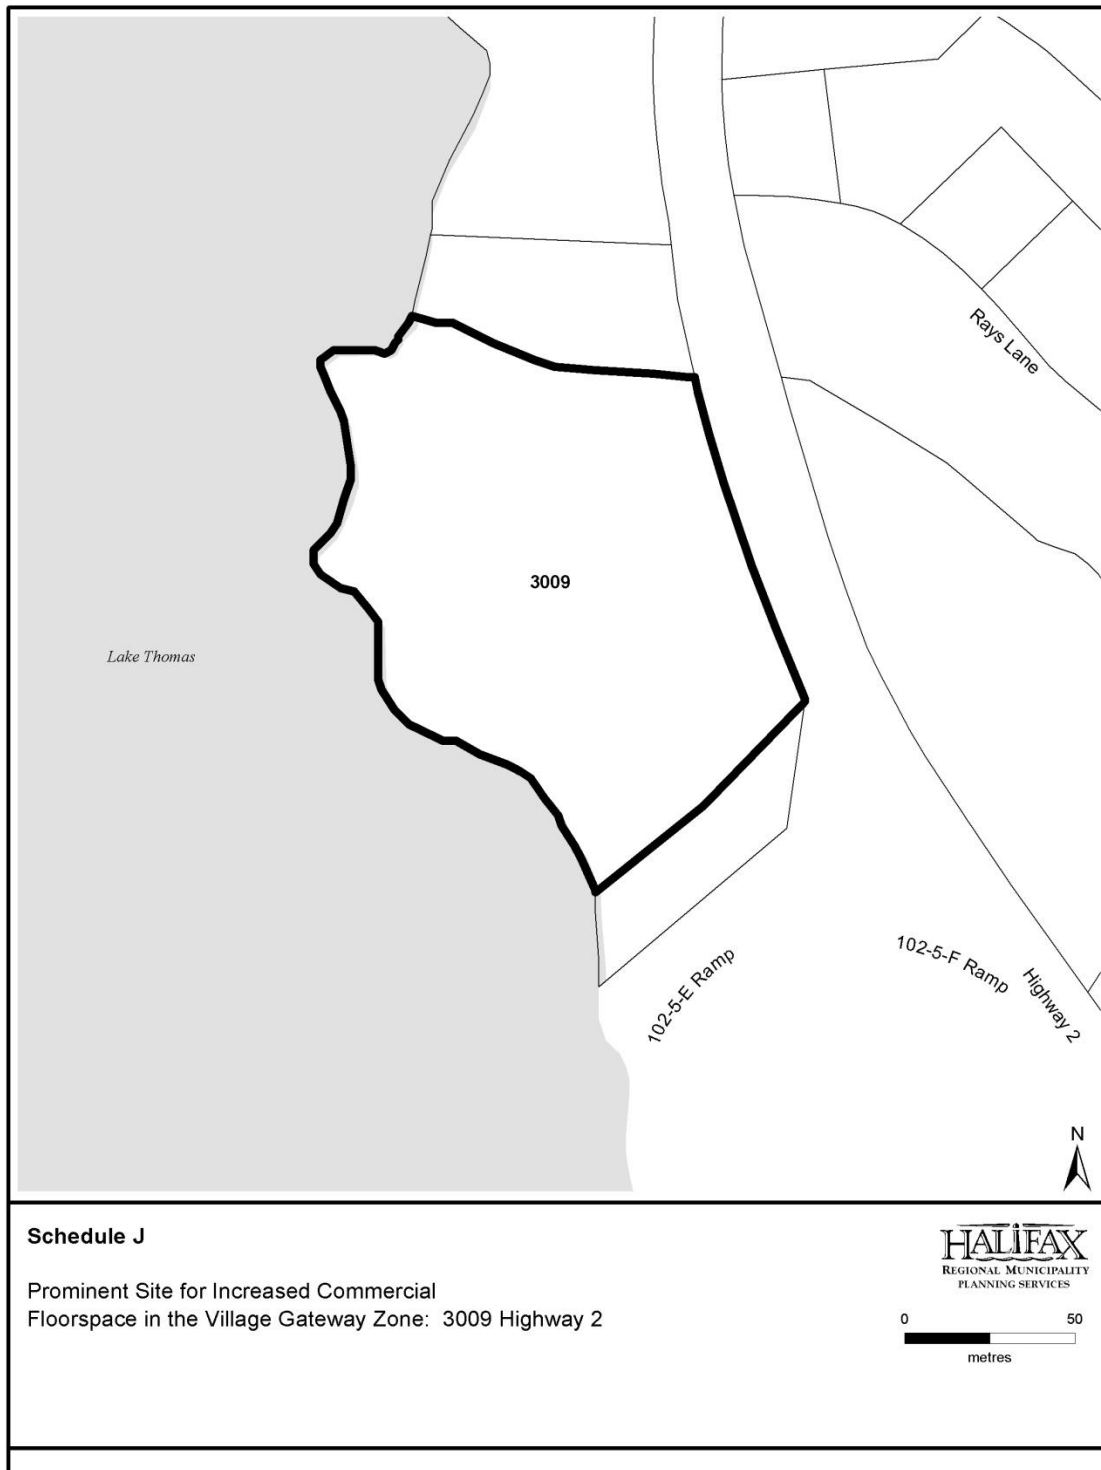 Rays Lane
3009
Lake Thomas
102-5-E Ramp
102-5-F Ramp
Highway 2
N
Schedule J
Prominent Site for Increased Commercial
Floorspace in the Village Gateway Zone: 3009 Highway 2
HALIFAX
REGIONAL MUNICIPALITY
PLANNING SERVICES
0 50
metres